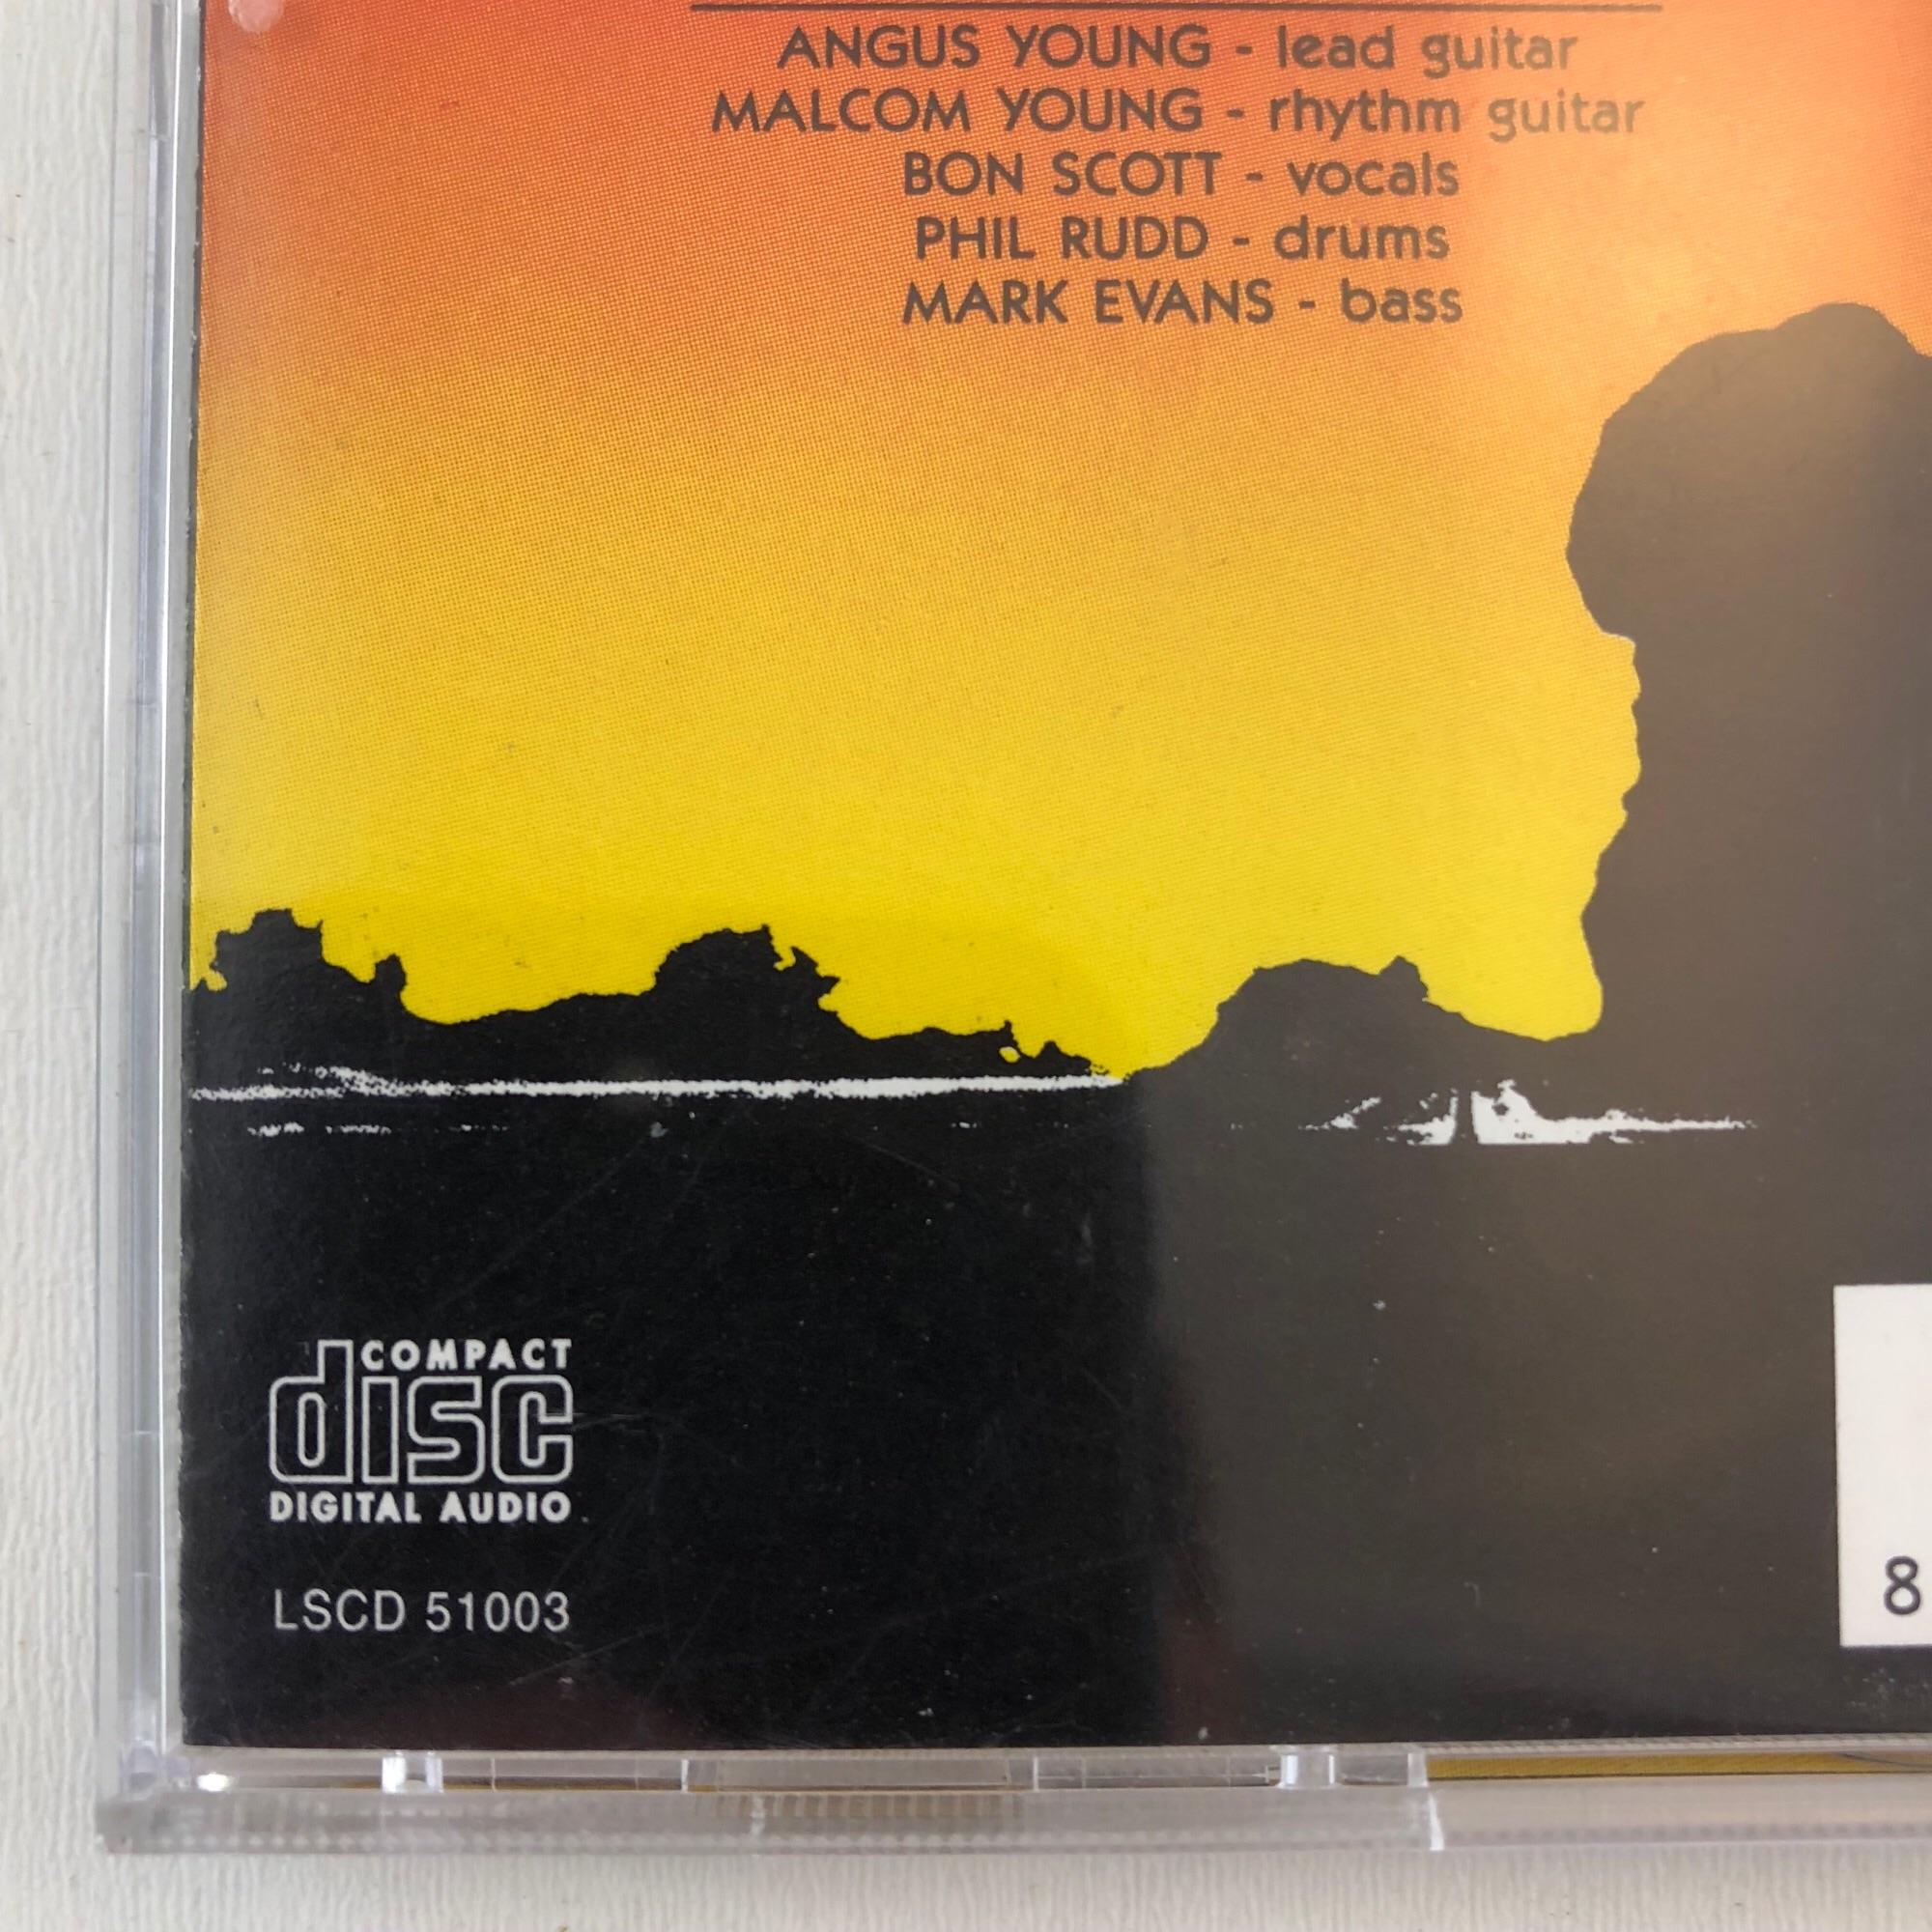 ANGUS YOUNG - lead guitar
MALCOM YOUNG - rhythm guitar
BON SCOTT - vocals
PHIL RUDD - drums
MARK EVANS - bass
COMPACT
disc
DIGITAL AUDIO
LSCD 51003
8